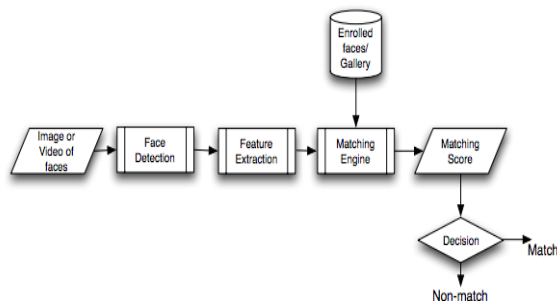 Enrolled
faces/
Gallery
Image or
Video of
faces
Face
Detection
Feature
Extraction
Matching
Engine
Matching
Score
Decision
Match
Non-match